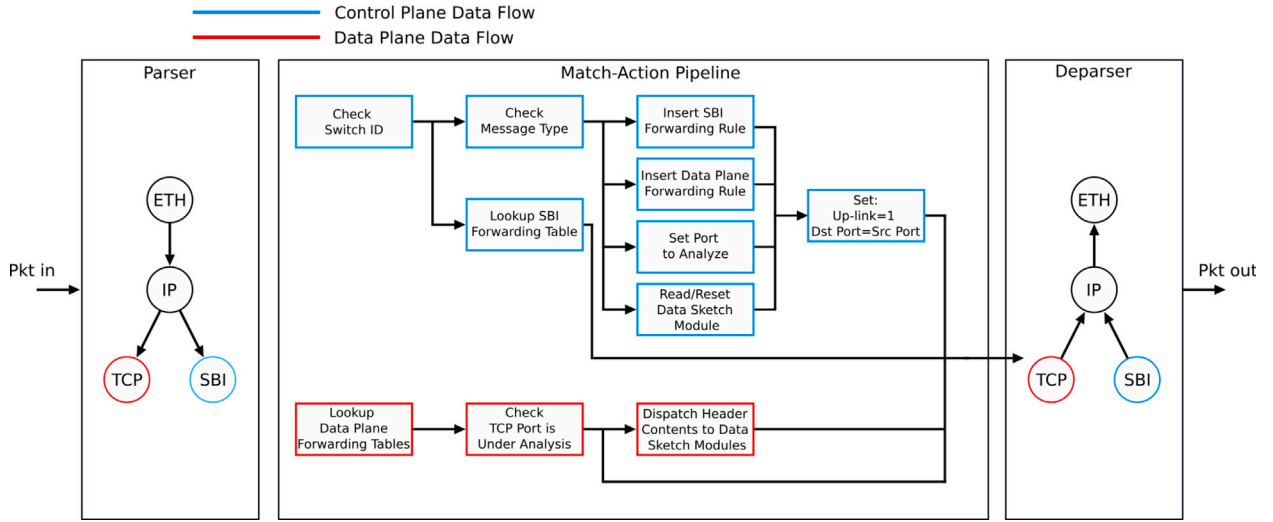 Control Plane Data Flow
Data Plane Data Flow
Parser
ETH
IP
TCP
SBI
Pkt in
Match-Action Pipeline
Check
Switch ID
Check
Message Type
Lookup SBI
Forwarding Table
Insert SBI
Forwarding Rule
Insert Data Plane
Forwarding Rule
Set Port
to Analyze
Read/Reset
Data Sketch
Module
Set:
Up-link=1
Dst Port=Src Port
Lookup
Data Plane
Forwarding Tables
Check
TCP Port is
Under Analysis
Dispatch Header
Contents to Data
Sketch Modules
Deparser
ETH
IP
TCP
SBI
Pkt out